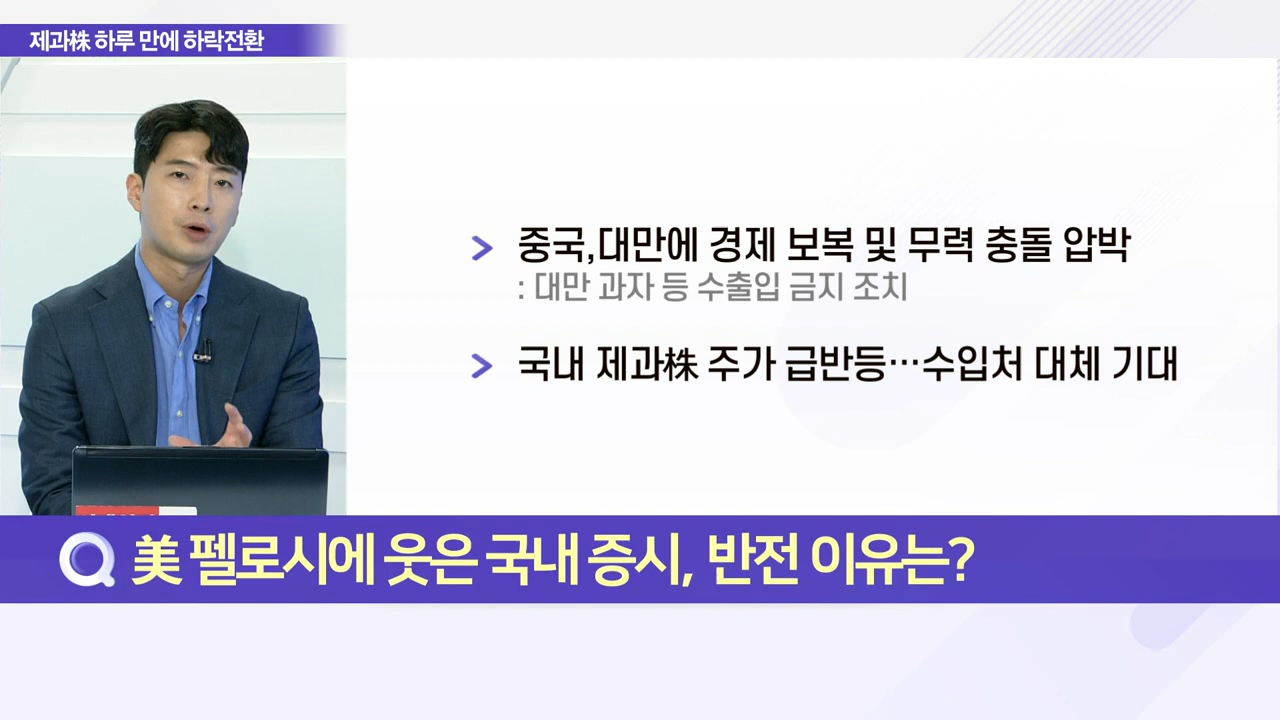 제과株 하루 만에 하락전환
중국,대만에 경제 보복 및 무력 충돌 압박
: 대만 과자 등 수출입 금지 조치
국내 제과株 주가 급반등…수입처 대체 기대
美 펠로시에 웃은 국내 증시, 반전 이유는?